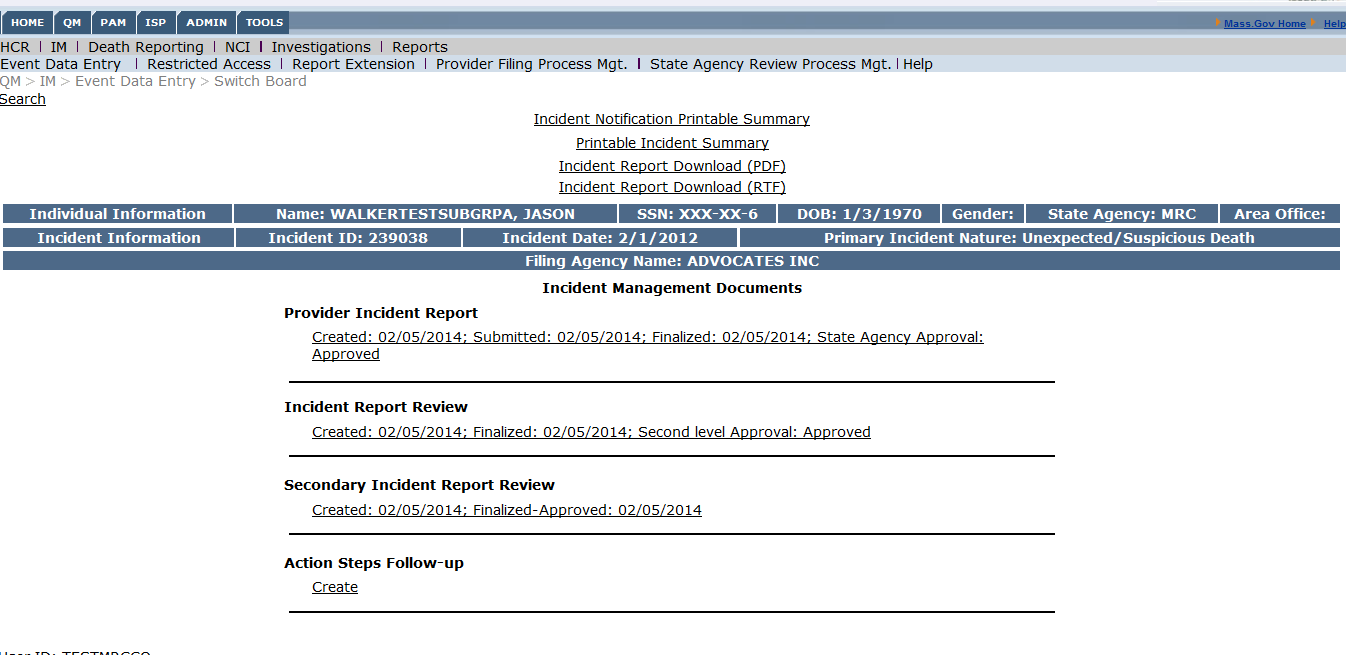 HOME QM PAM ISP ADMIN TOOLS Mass.Gov Home Help
HCR | IM | Death Reporting | NCI | Investigations | Reports
Event Data Entry | Restricted Access | Report Extension | Provider Filing Process Mgt. | State Agency Review Process Mgt. | Help
QM > IM > Event Data Entry > Switch Board
Search
Incident Notification Printable Summary
Printable Incident Summary
Incident Report Download (PDF)
Incident Report Download (RTF)
Individual Information Name: WALKERTESTSUBGRPA, JASON SSN: XXX-XX-6 DOB: 1/3/1970 Gender: State Agency: MRC Area Office:
Incident Information Incident ID: 239038 Incident Date: 2/1/2012 Primary Incident Nature: Unexpected/Suspicious Death
Filing Agency Name: ADVOCATES INC
Incident Management Documents
Provider Incident Report
Created: 02/05/2014; Submitted: 02/05/2014; Finalized: 02/05/2014; State Agency Approval:
Approved
Incident Report Review
Created: 02/05/2014; Finalized: 02/05/2014; Second level Approval: Approved
Secondary Incident Report Review
Created: 02/05/2014; Finalized-Approved: 02/05/2014
Action Steps Follow-up
Create